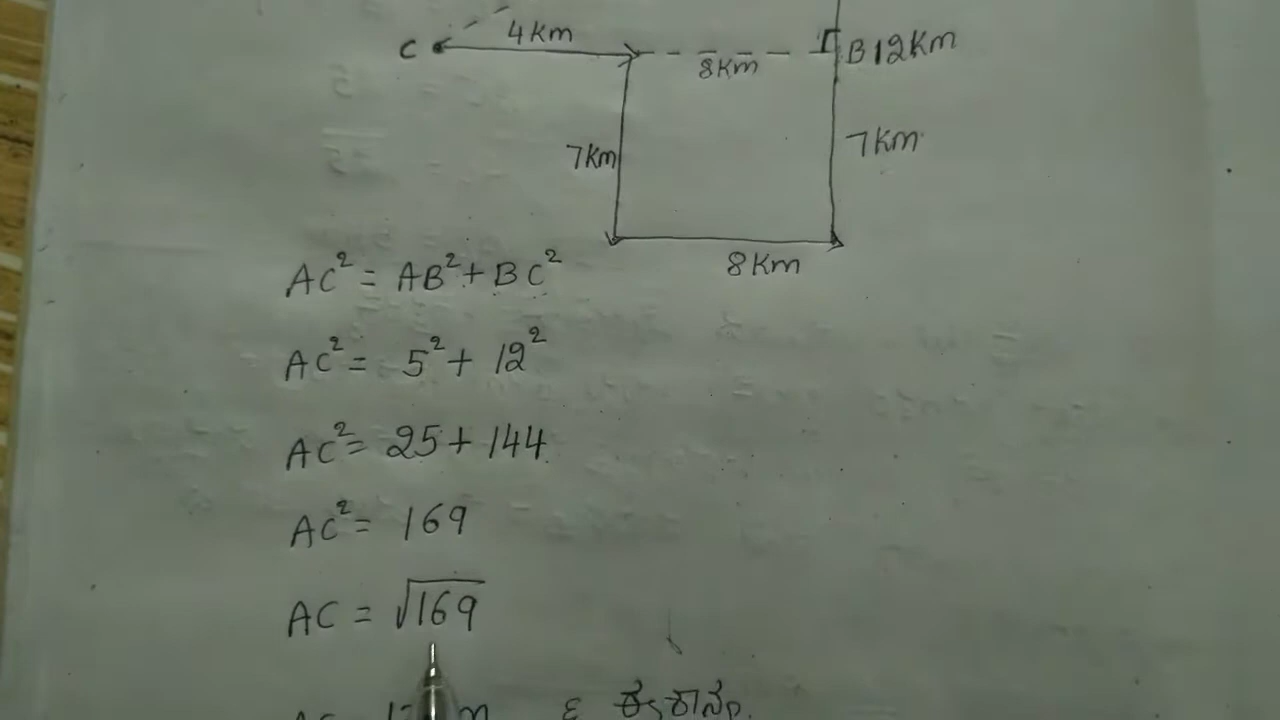 C 4km 8km B 12km
7km 7km
8km
AC² = AB² + BC²
AC² = 5² + 12²
AC² = 25 + 144
AC² = 169
AC = √169